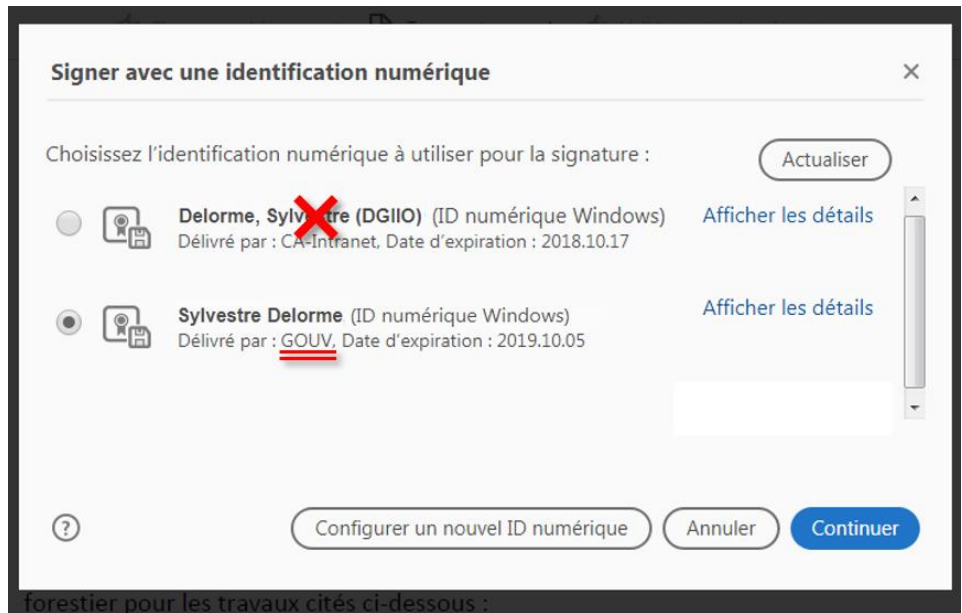 Signer avec une identification numérique
Choisissez l'identification numérique à utiliser pour la signature :
Actualiser
Delorme, Sylvestre (DGIIO) (ID numérique Windows)
Afficher les détails
Délivré par : CA-Intranet, Date d'expiration : 2018.10.17
Sylvestre Delorme (ID numérique Windows)
Afficher les détails
Délivré par : GOUV, Date d'expiration : 2019.10.05
?
Configurer un nouvel ID numérique
Annuler
Continuer
forestier pour les travaux cités ci-dessous :